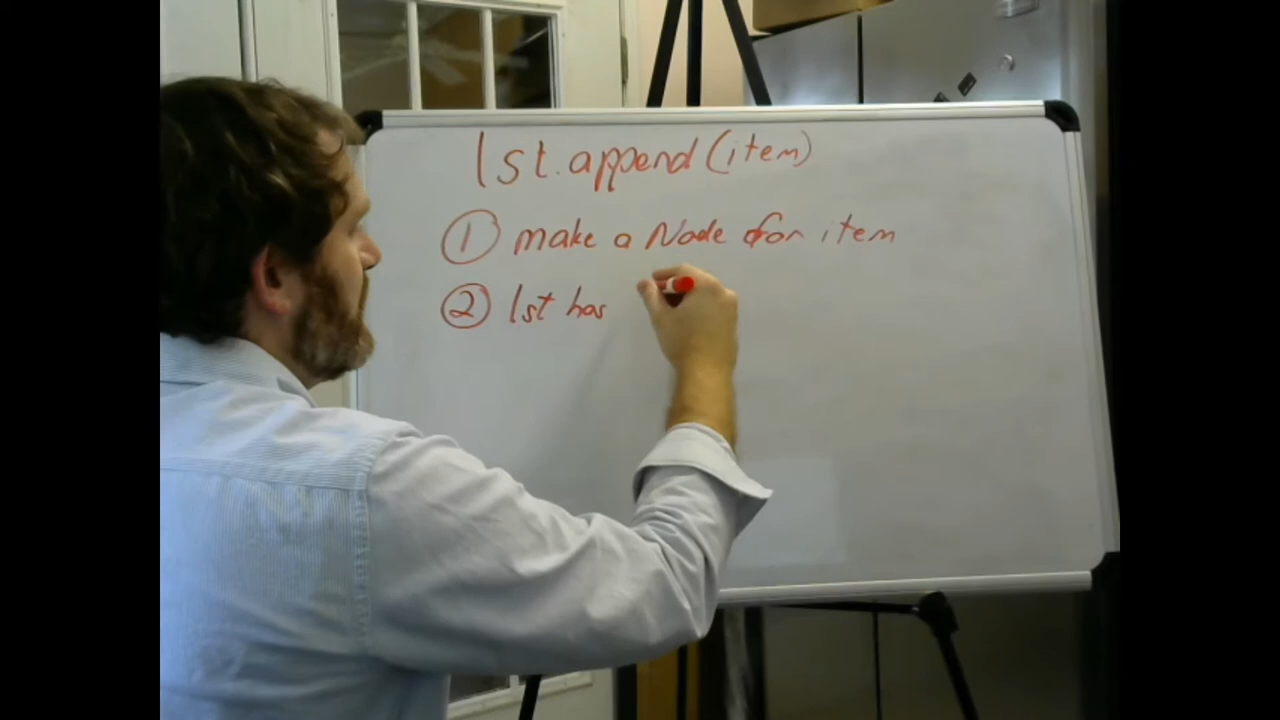 lst.append(item)
① make a Node for item
② lst has